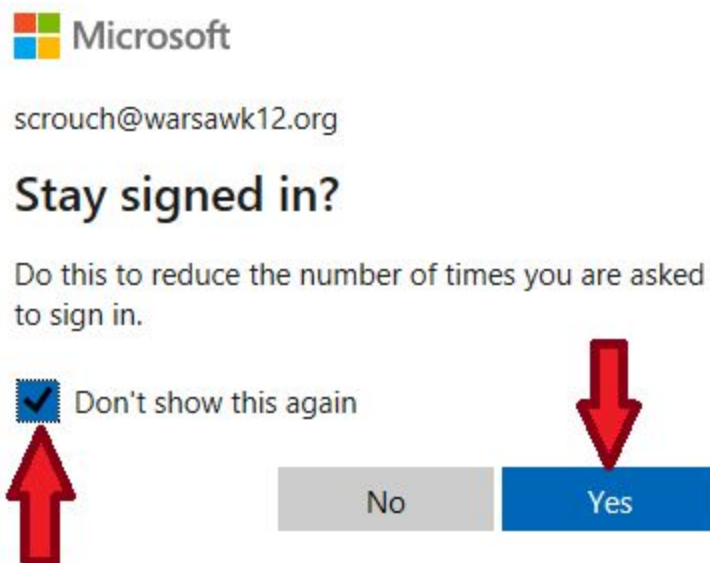 Microsoft
scrouch@warsawk12.org
Stay signed in?
Do this to reduce the number of times you are asked
to sign in.
Don't show this again
No
Yes